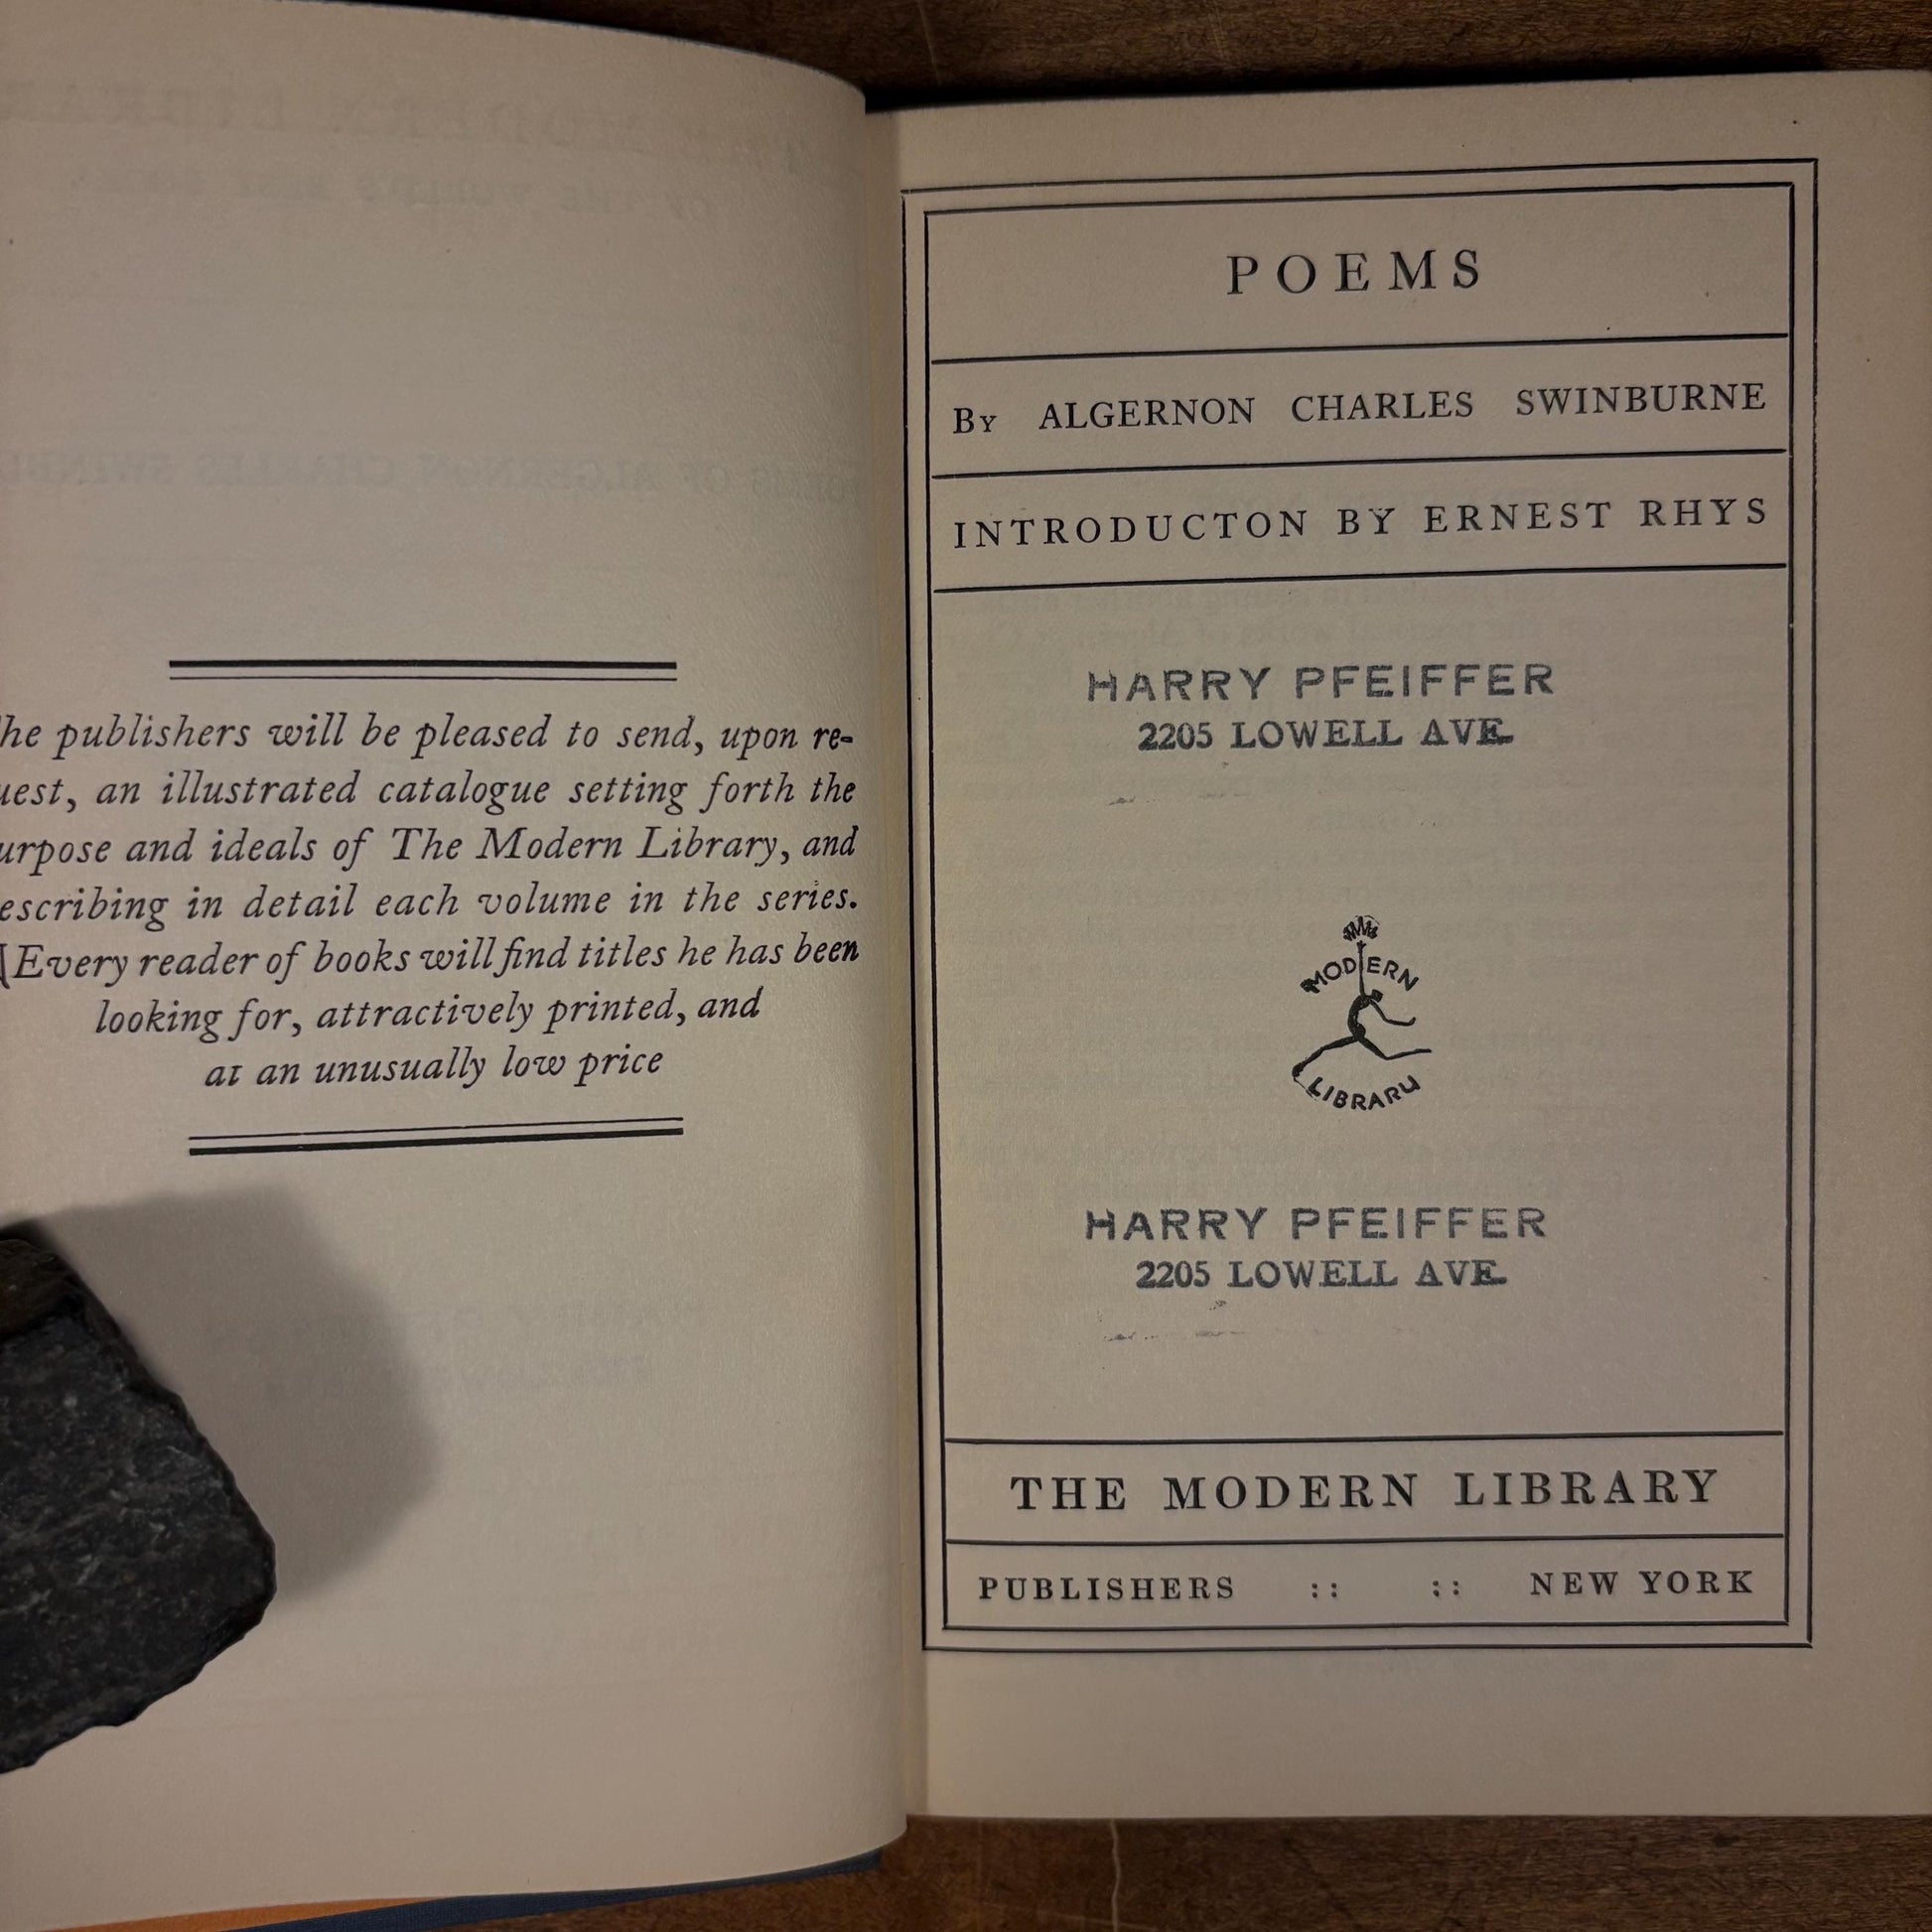 he publishers will be pleased to send, upon re-
uest, an illustrated catalogue setting forth the
urpose and ideals of The Modern Library, and
escribing in detail each volume in the series.
Every reader of books will find titles he has been
looking for, attractively printed, and
at an unusually low price
POEMS
By ALGERNON CHARLES SWINBURNE
INTRODUCTON BY ERNEST RHYS
HARRY PFEIFFER
2205 LOWELL AVE.
MODERN
LIBRARY
HARRY PFEIFFER
2205 LOWELL AVE.
THE MODERN LIBRARY
PUBLISHERS :: :: NEW YORK